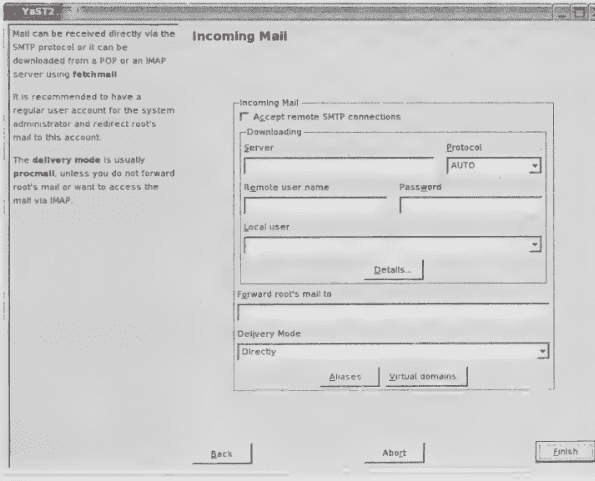 YaST2
Mail can be received directly via the
SMTP protocol or it can be
downloaded from a POP or an IMAP
server using fetchmail
It is recommended to have a
regular user account for the system
administrator and redirect root's
mail to this account.
The delivery mode is usually
procmail, unless you do not forward
root's mail or want to access the
mail via IMAP.
Incoming Mail
Incoming Mail
Accept remote SMTP connections
Downloading
Server
Protocol
AUTO
Remote user name
Password
Local user
Details...
Forward root's mail to
Delivery Mode
Directly
Aliases
Virtual domains
Back
Abort
Finish